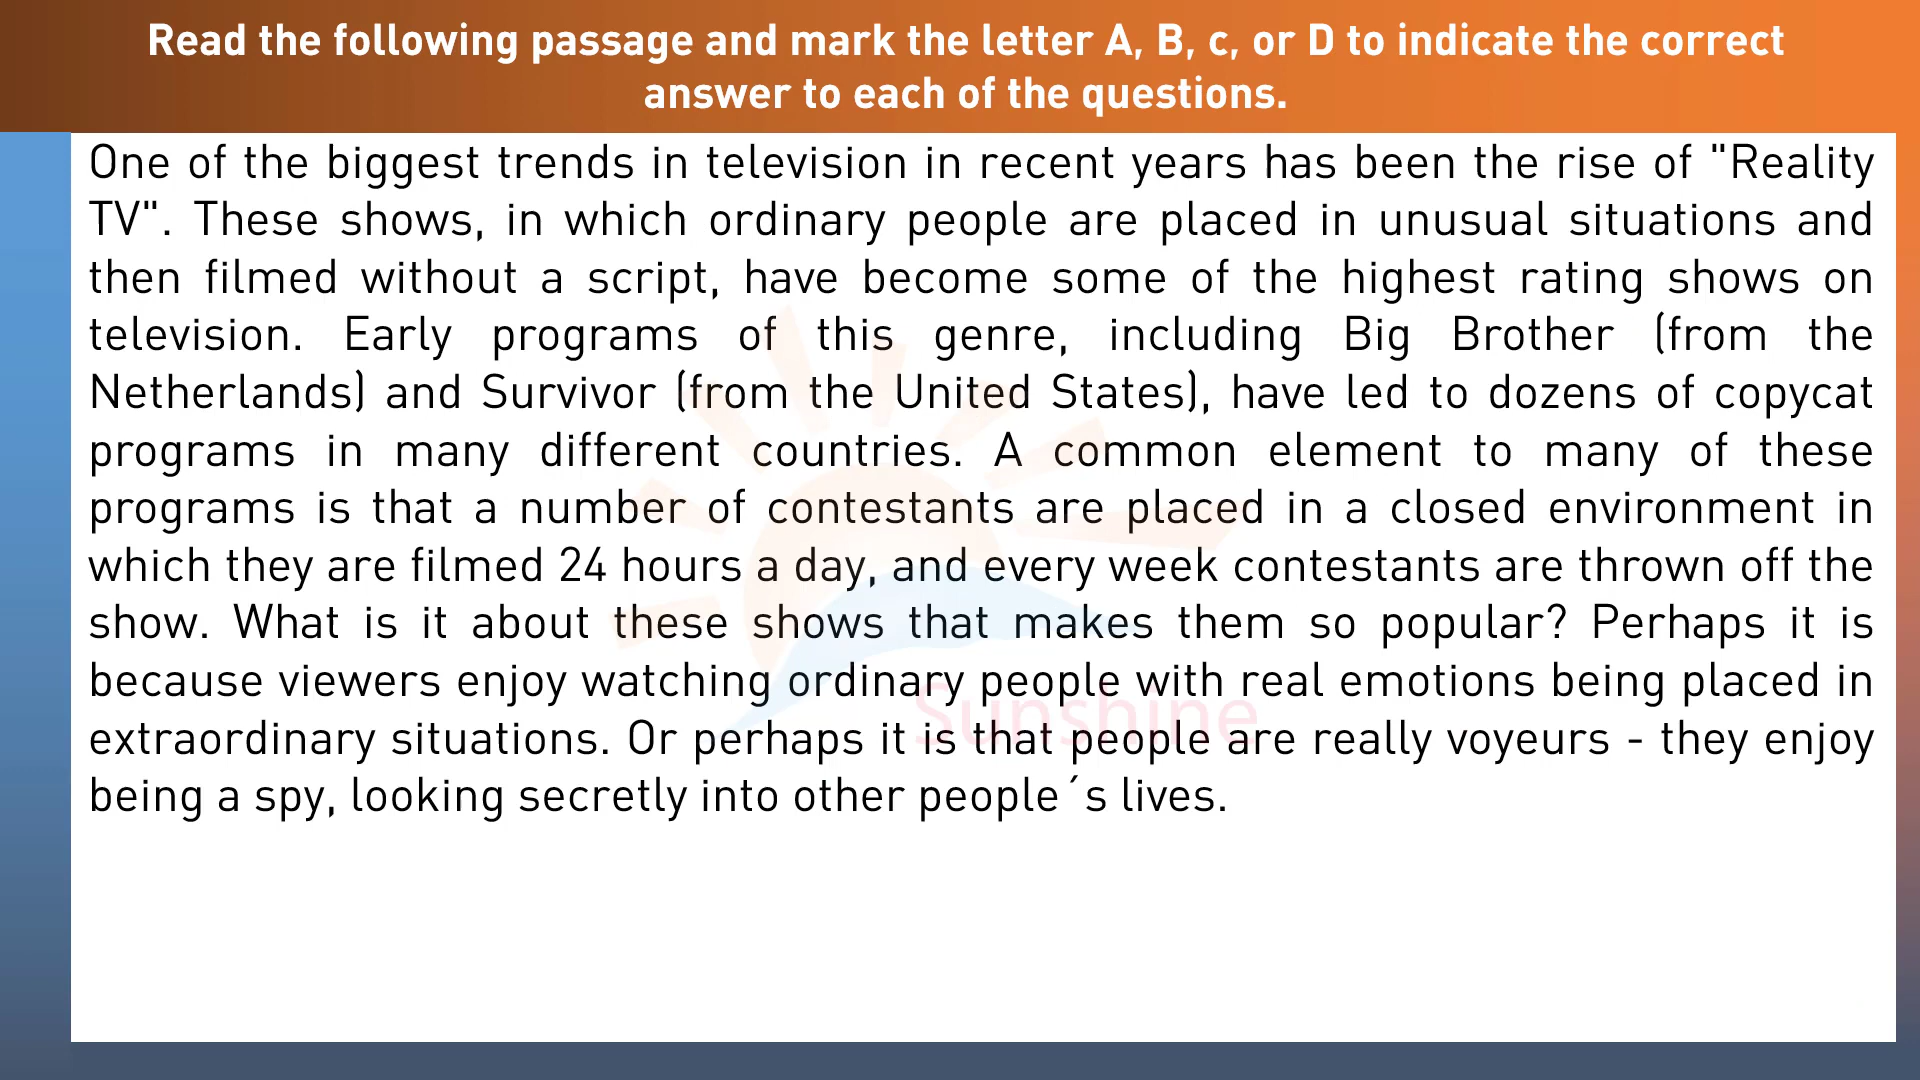 Read the following passage and mark the letter A, B, c, or D to indicate the correct
answer to each of the questions.
One of the biggest trends in television in recent years has been the rise of "Reality
TV". These shows, in which ordinary people are placed in unusual situations and
then filmed without a script, have become some of the highest rating shows on
television. Early programs of this genre, including Big Brother (from the
Netherlands) and Survivor (from the United States), have led to dozens of copycat
programs in many different countries. A common element to many of these
programs is that a number of contestants are placed in a closed environment in
which they are filmed 24 hours a day, and every week contestants are thrown off the
show. What is it about these shows that makes them so popular? Perhaps it is
because viewers enjoy watching ordinary people with real emotions being placed in
extraordinary situations. Or perhaps it is that people are really voyeurs - they enjoy
being a spy, looking secretly into other people´s lives.
Sunshine